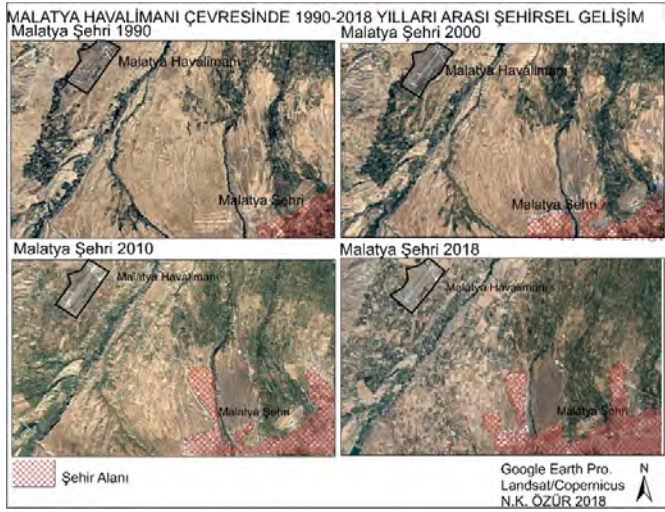 MALATYA HAVALİMANI ÇEVRESİNDE 1990-2018 YILLARI ARASI ŞEHİRSEL GELİŞİM
Malatya Şehri 1990
Malatya Havalimanı
Malatya Şehri
Malatya Şehri 2000
Malatya Havalimanı
Malatya Şehri
Malatya Şehri 2010
Malatya Havalimanı
Malatya Şehri
Malatya Şehri 2018
Malatya Havalimanı
Malatya Şehri
Şehir Alanı
Google Earth Pro.
Landsat/Copernicus
N.K. ÖZÜR 2018
N